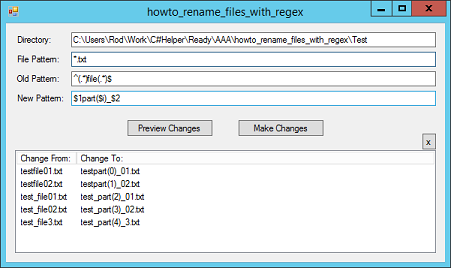 howto_rename_files_with_regex
Directory: C:\Users\Rod\Work\C#Helper\Ready\AAA\howto_rename_files_with_regex\Test
File Pattern: *.txt
Old Pattern: ^(.*)file(.*)$
New Pattern: $1part($i)_$2
Preview Changes Make Changes
x
Change From: Change To:
testfile01.txt testpart(0)_01.txt
testfile02.txt testpart(1)_02.txt
test_file01.txt test_part(2)_01.txt
test_file02.txt test_part(3)_02.txt
test_file3.txt test_part(4)_3.txt